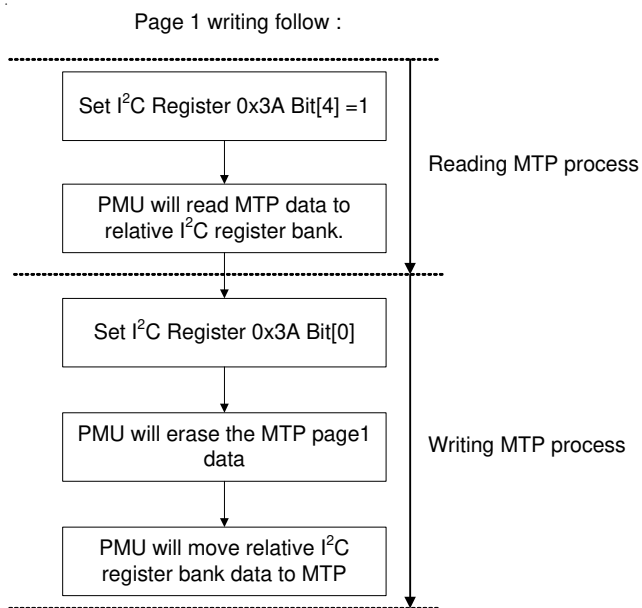 Page 1 writing follow :
Set I²C Register 0x3A Bit[4] =1
Reading MTP process
PMU will read MTP data to
relative I²C register bank.
Set I²C Register 0x3A Bit[0]
PMU will erase the MTP page1
data
Writing MTP process
PMU will move relative I²C
register bank data to MTP